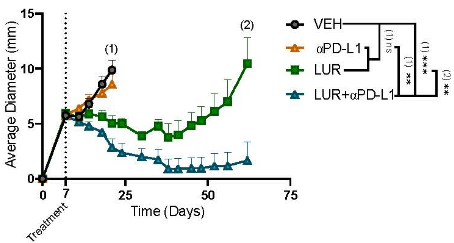 15
10
5
0
Average Diameter (mm)
0
7
25
50
75
Treatment
Time (Days)
(1)
(2)
VEH
αPD-L1
LUR
LUR+αPD-L1
(1) ns
(1) **
(1) ***
(2) **